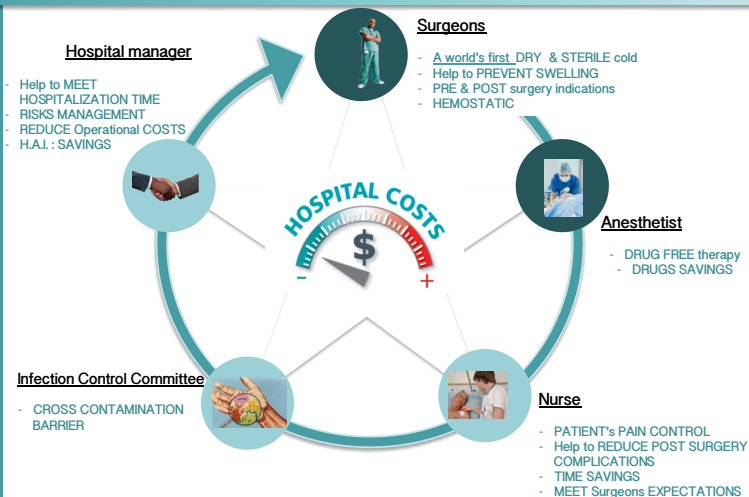 Surgeons
- A world's first DRY & STERILE cold
- Help to PREVENT SWELLING
- PRE & POST surgery indications
- HEMOSTATIC
Hospital manager
- Help to MEET
HOSPITALIZATION TIME
- RISKS MANAGEMENT
- REDUCE Operational COSTS
- H.A.I. : SAVINGS
HOSPITAL COSTS
$
- +
Anesthetist
- DRUG FREE therapy
- DRUGS SAVINGS
Infection Control Committee
- CROSS CONTAMINATION
BARRIER
Nurse
- PATIENT's PAIN CONTROL
- Help to REDUCE POST SURGERY
COMPLICATIONS
- TIME SAVINGS
- MEET Surgeons EXPECTATIONS